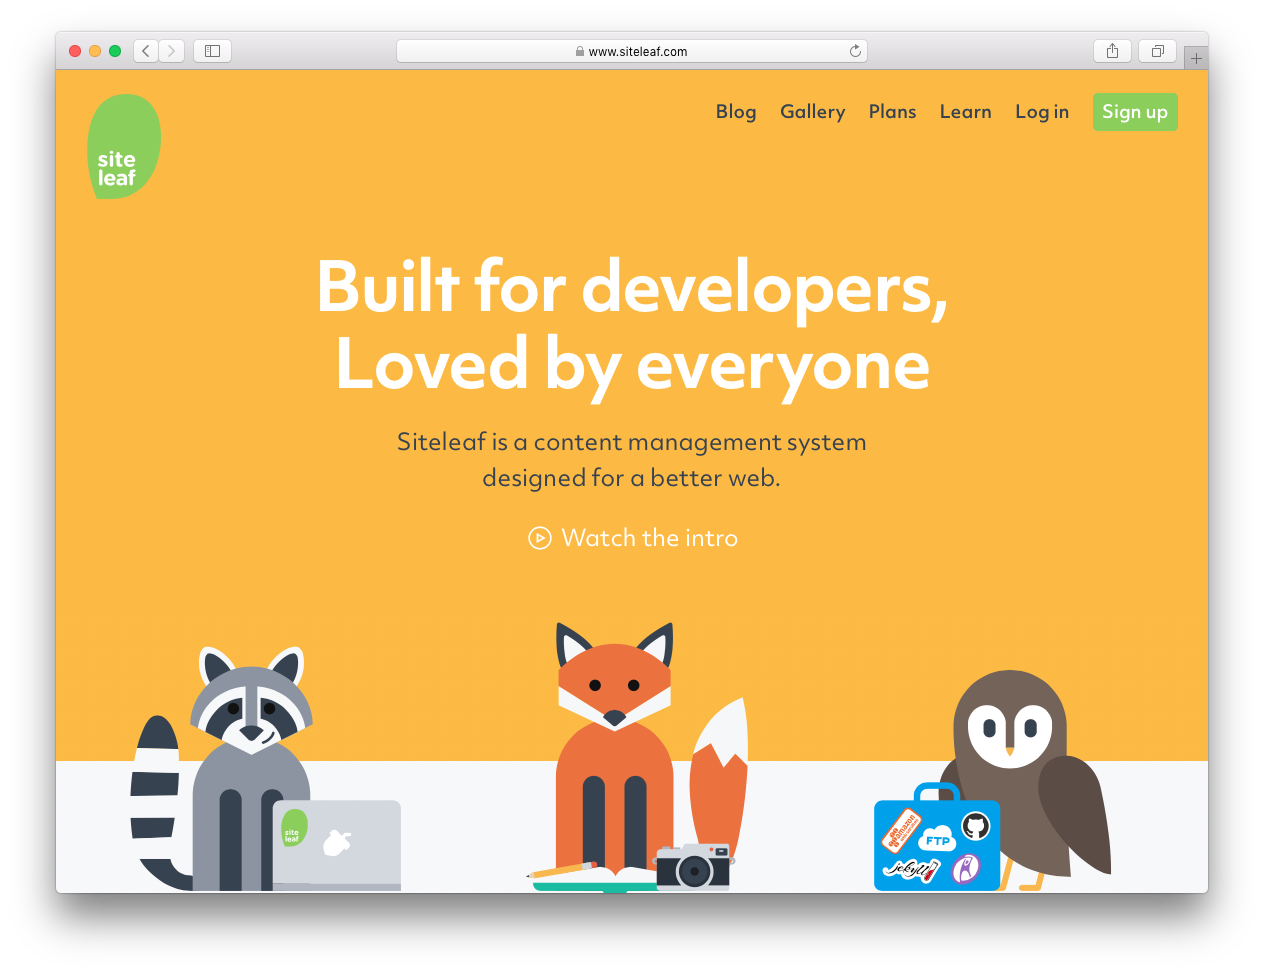 www.siteleaf.com
site
leaf
Blog Gallery Plans Learn Log in Sign up
Built for developers,
Loved by everyone
Siteleaf is a content management system
designed for a better web.
Watch the intro
site
leaf
amazon
FTP
jekyll